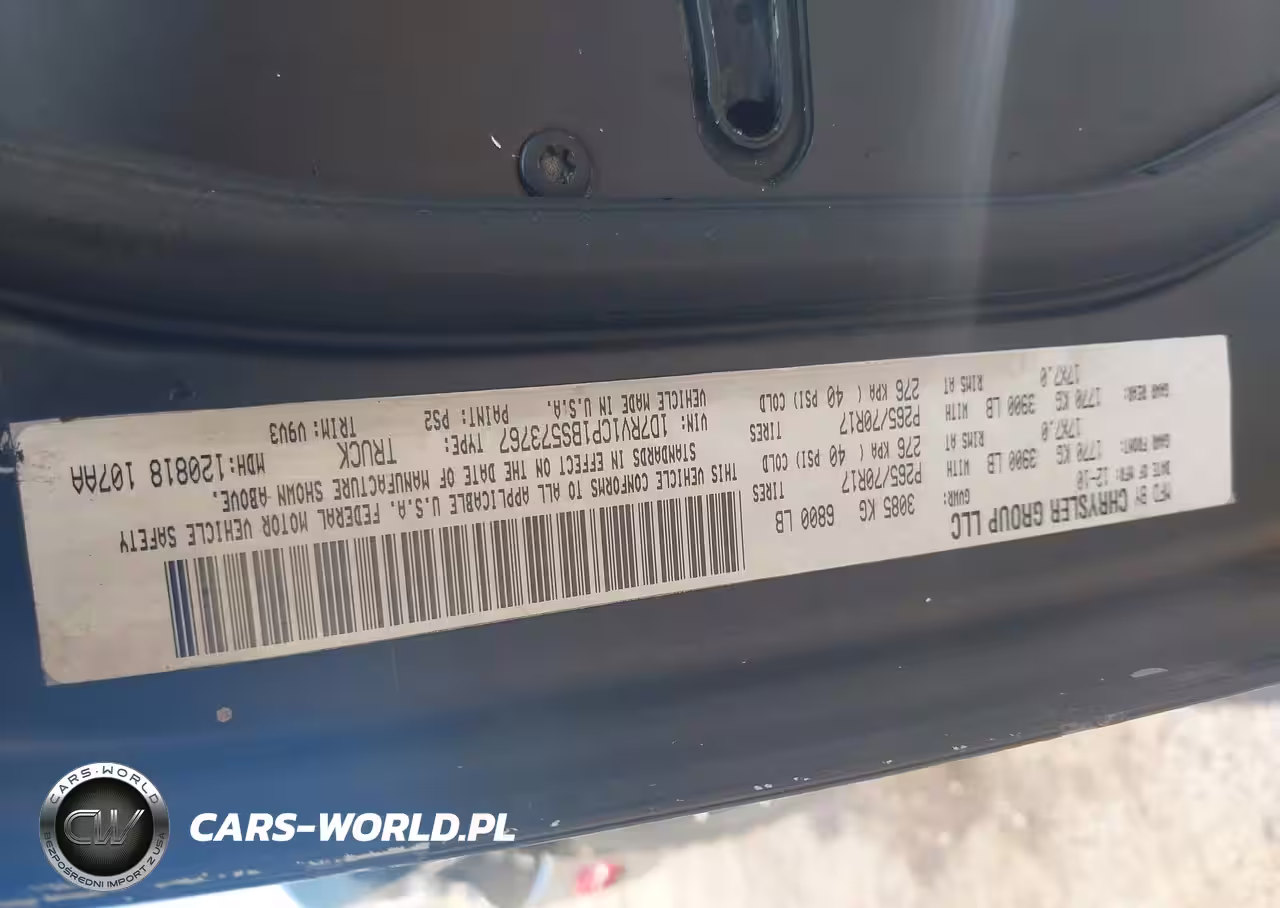 MFD BY CHRYSLER GROUP LLC
DATE OF MFR: 12-10 GVWR: 3085 KG 6800 LB
GAWR FRONT: 1770 KG 3900 LB WITH P265/70R17 TIRES
17X7.0 RIMS AT 276 KPA ( 40 PSI) COLD
GAWR REAR: 1770 KG 3900 LB WITH P265/70R17 TIRES
17X7.0 RIMS AT 276 KPA ( 40 PSI) COLD
THIS VEHICLE CONFORMS TO ALL APPLICABLE U.S.A. FEDERAL MOTOR VEHICLE SAFETY
STANDARDS IN EFFECT ON THE DATE OF MANUFACTURE SHOWN ABOVE.
VIN: 1D7RV1CP1BS573767 TYPE: TRUCK MDH:120818 107AA
VEHICLE MADE IN U.S.A. PAINT: PS2 TRIM: V9V3
CARS-WORLD
CW
BEZPOŚREDNI IMPORT Z USA
CARS-WORLD.PL